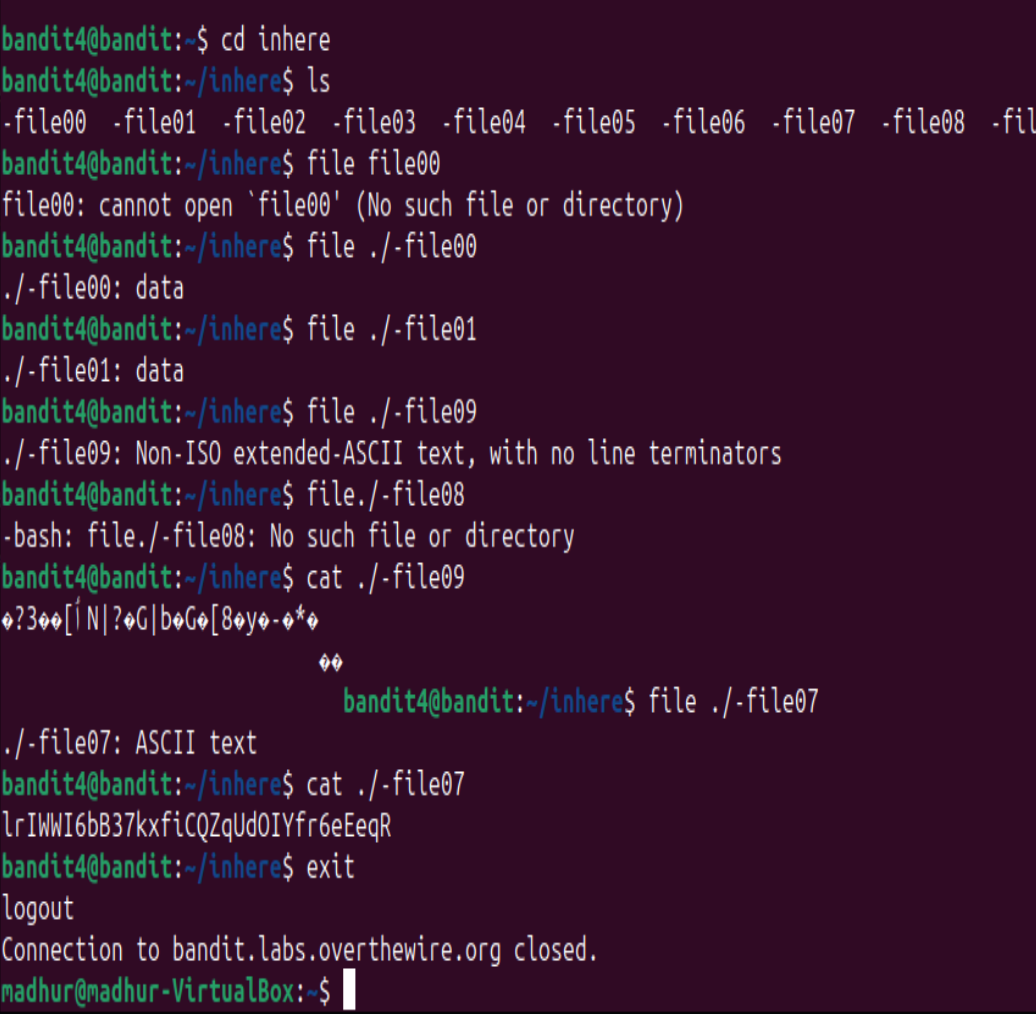 bandit4@bandit:~$ cd inhere
bandit4@bandit:~/inhere$ ls
-file00  -file01  -file02  -file03  -file04  -file05  -file06  -file07  -file08  -fil
bandit4@bandit:~/inhere$ file file00
file00: cannot open `file00' (No such file or directory)
bandit4@bandit:~/inhere$ file ./-file00
./-file00: data
bandit4@bandit:~/inhere$ file ./-file01
./-file01: data
bandit4@bandit:~/inhere$ file ./-file09
./-file09: Non-ISO extended-ASCII text, with no line terminators
bandit4@bandit:~/inhere$ file./-file08
-bash: file./-file08: No such file or directory
bandit4@bandit:~/inhere$ cat ./-file09
�?3��[أN|?�G|b�G�[8�y�-�*�
��
bandit4@bandit:~/inhere$ file ./-file07
./-file07: ASCII text
bandit4@bandit:~/inhere$ cat ./-file07
lrIWWI6bB37kxfiCQZqUdOIYfr6eEeqR
bandit4@bandit:~/inhere$ exit
logout
Connection to bandit.labs.overthewire.org closed.
madhur@madhur-VirtualBox:~$